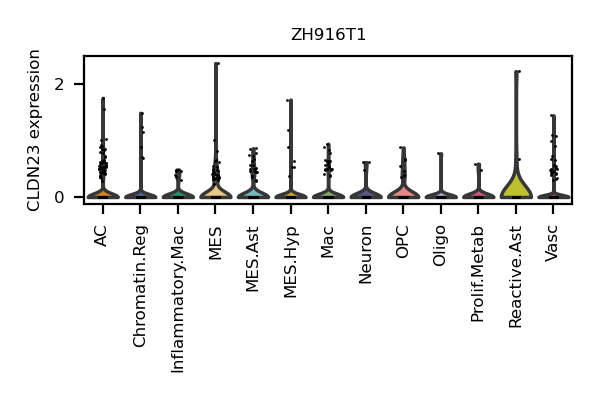 ZH916T1
CLDN23 expression
2
0
AC
Chromatin.Reg
Inflammatory.Mac
MES
MES.Ast
MES.Hyp
Mac
Neuron
OPC
Oligo
Prolif.Metab
Reactive.Ast
Vasc